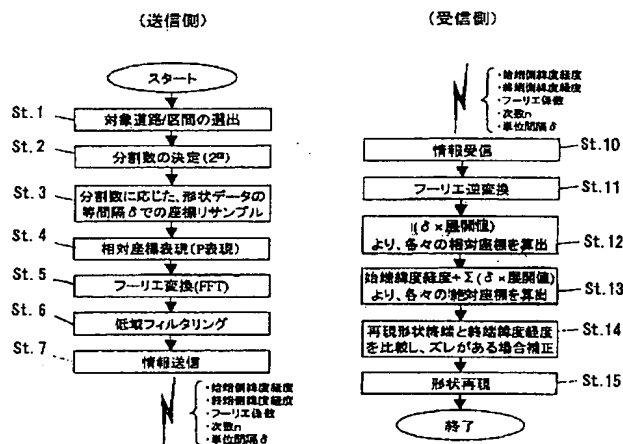 (送信側)
スタート
St.1
対象道路/区間の選出
St.2
分割数の決定(2ⁿ)
St.3
分割数に応じた、形状データの
等間隔δでの座標リサンプル
St.4
相対座標表現(P表現)
St.5
フーリエ変換(FFT)
St.6
低域フィルタリング
St.7
情報送信
・始端側緯度経度
・終端側緯度経度
・フーリエ係数
・次数n
・単位間隔δ
(受信側)
・始端側緯度経度
・終端側緯度経度
・フーリエ係数
・次数n
・単位間隔δ
情報受信
St.10
フーリエ逆変換
St.11
(δ×展開値)
より、各々の相対座標を算出
St.12
始端緯度経度+Σ(δ×展開値)
より、各々の絶対座標を算出
St.13
再現形状終端と終端緯度経度
を比較し、ズレがある場合補正
St.14
形状再現
St.15
終了